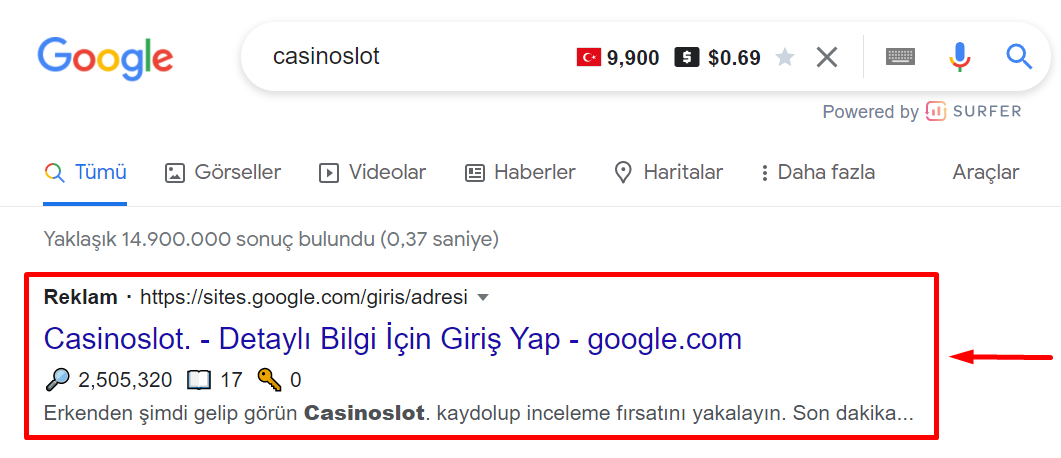 Google
casinoslot 9,900 $ $0.69
Powered by SURFER
Tümü Görseller Videolar Haberler Haritalar Daha fazla Araçlar
Yaklaşık 14.900.000 sonuç bulundu (0,37 saniye)
Reklam · https://sites.google.com/giris/adresi
Casinoslot. - Detaylı Bilgi İçin Giriş Yap - google.com
2,505,320 17 0
Erkenden şimdi gelip görün Casinoslot. kaydolup inceleme fırsatını yakalayın. Son dakika...